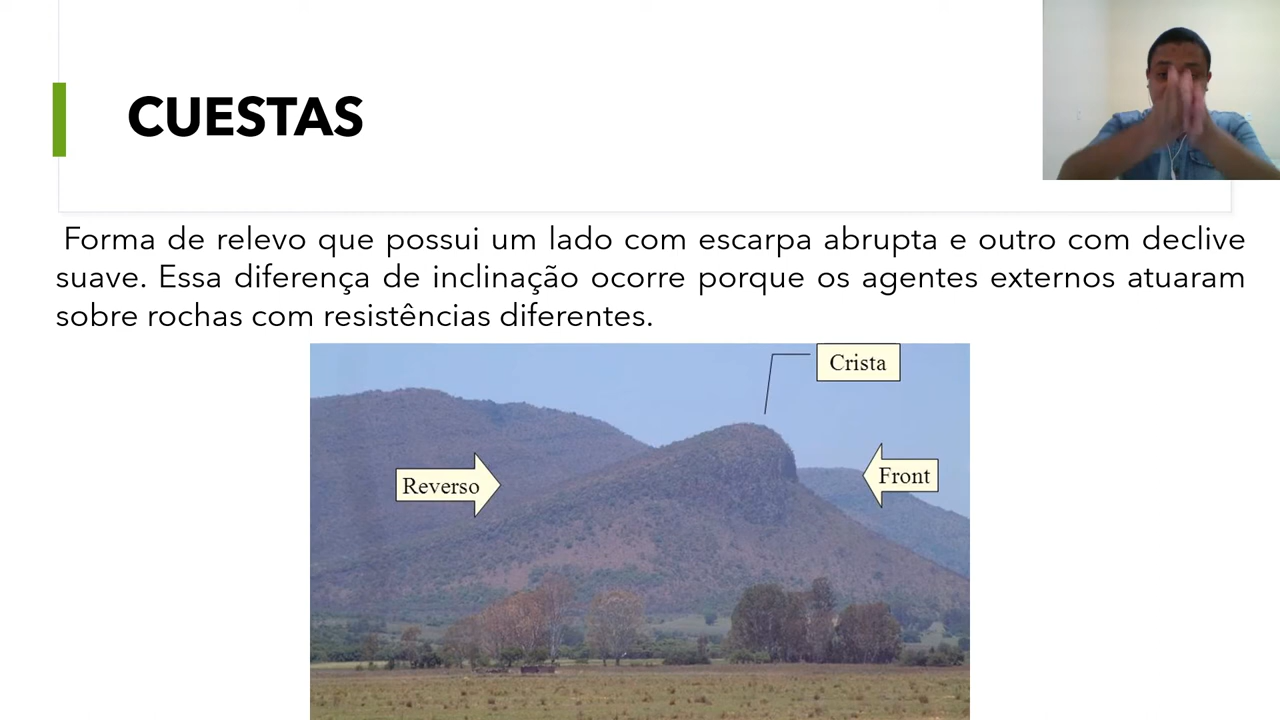 CUESTAS
Forma de relevo que possui um lado com escarpa abrupta e outro com declive
suave. Essa diferença de inclinação ocorre porque os agentes externos atuaram
sobre rochas com resistências diferentes.
Crista
Reverso
Front